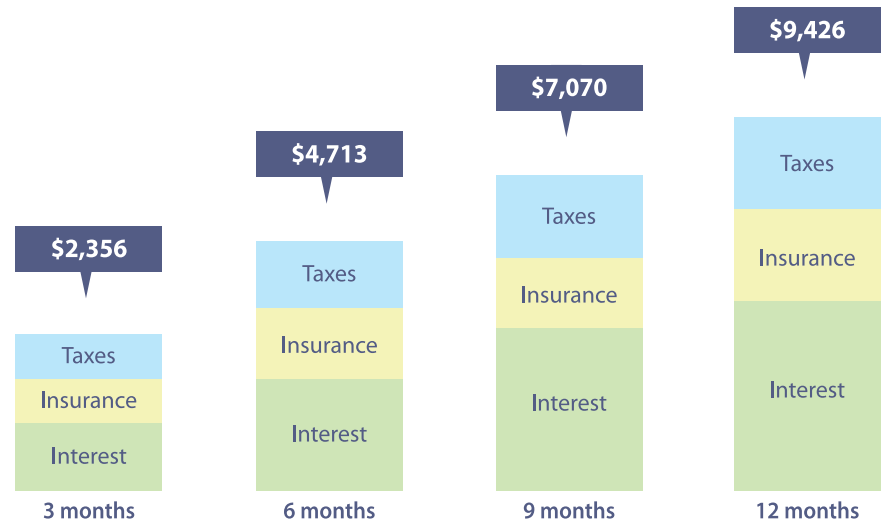 $2,356
Taxes
Insurance
Interest
3 months
$4,713
Taxes
Insurance
Interest
6 months
$7,070
Taxes
Insurance
Interest
9 months
$9,426
Taxes
Insurance
Interest
12 months